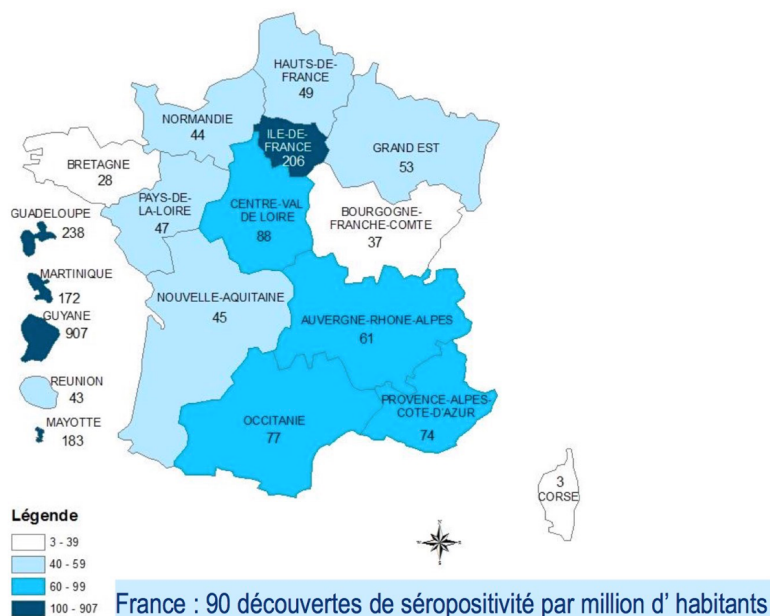 HAUTS-DE-
FRANCE
49
NORMANDIE
44
ILE-DE-
FRANCE
206
GRAND EST
53
BRETAGNE
28
PAYS-DE-
LA-LOIRE
47
CENTRE-VAL
DE LOIRE
88
BOURGOGNE-
FRANCHE-COMTE
37
GUADELOUPE
238
MARTINIQUE
172
GUYANE
907
NOUVELLE-AQUITAINE
45
AUVERGNE-RHONE-ALPES
61
REUNION
43
MAYOTTE
183
OCCITANIE
77
PROVENCE-ALPES-
COTE-D'AZUR
74
3
CORSE
Légende
3 - 39
40 - 59
60 - 99
100 - 907
France : 90 découvertes de séropositivité par million d' habitants